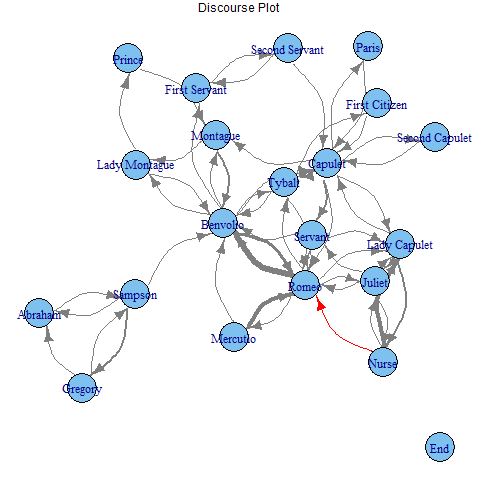 Discourse Plot
Prince
Second Servant
Paris
First Servant
First Citizen
Montague
Second Capulet
Lady Montague
Capulet
Tybalt
Benvolio
Servant
Lady Capulet
Romeo
Juliet
Sampson
Abraham
Mercutio
Nurse
Gregory
End